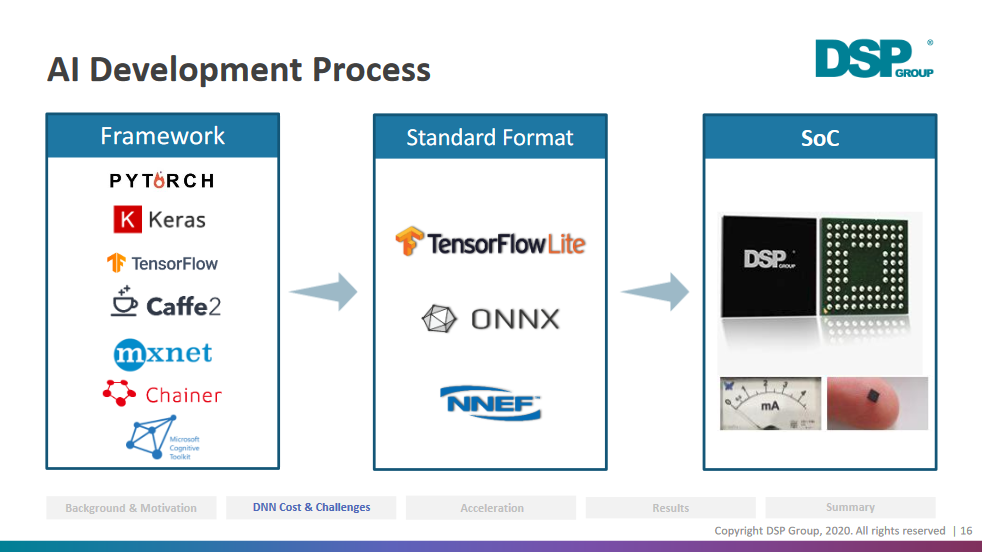 AI Development Process
DSP GROUP ®
Framework
PYTORCH
K Keras
TensorFlow
Caffe2
mxnet
Chainer
Microsoft
Cognitive
Toolkit
Standard Format
TensorFlow Lite
ONNX
NNEF
SoC
DSP GROUP
mA
Background & Motivation
DNN Cost & Challenges
Acceleration
Results
Summary
Copyright DSP Group, 2020. All rights reserved | 16